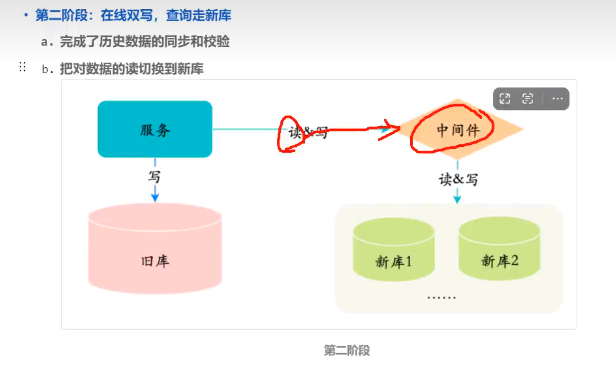 • 第二阶段：在线双写，查询走新库
a. 完成了历史数据的同步和校验
b. 把对数据的读切换到新库
服务
读&写
中间件
写
读&写
旧库
新库1
新库2
......
第二阶段